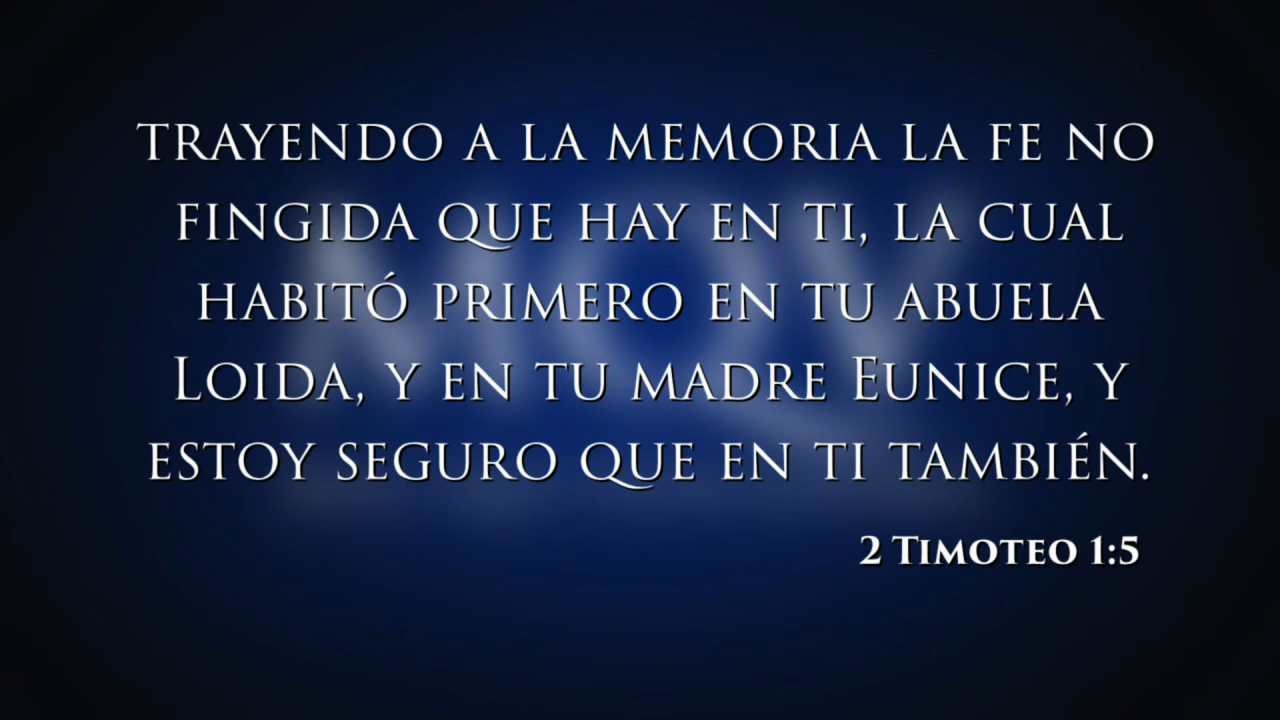 TRAYENDO A LA MEMORIA LA FE NO
FINGIDA QUE HAY EN TI, LA CUAL
HABITÓ PRIMERO EN TU ABUELA
LOIDA, Y EN TU MADRE EUNICE, Y
ESTOY SEGURO QUE EN TI TAMBIÉN.
2 TIMOTEO 1:5